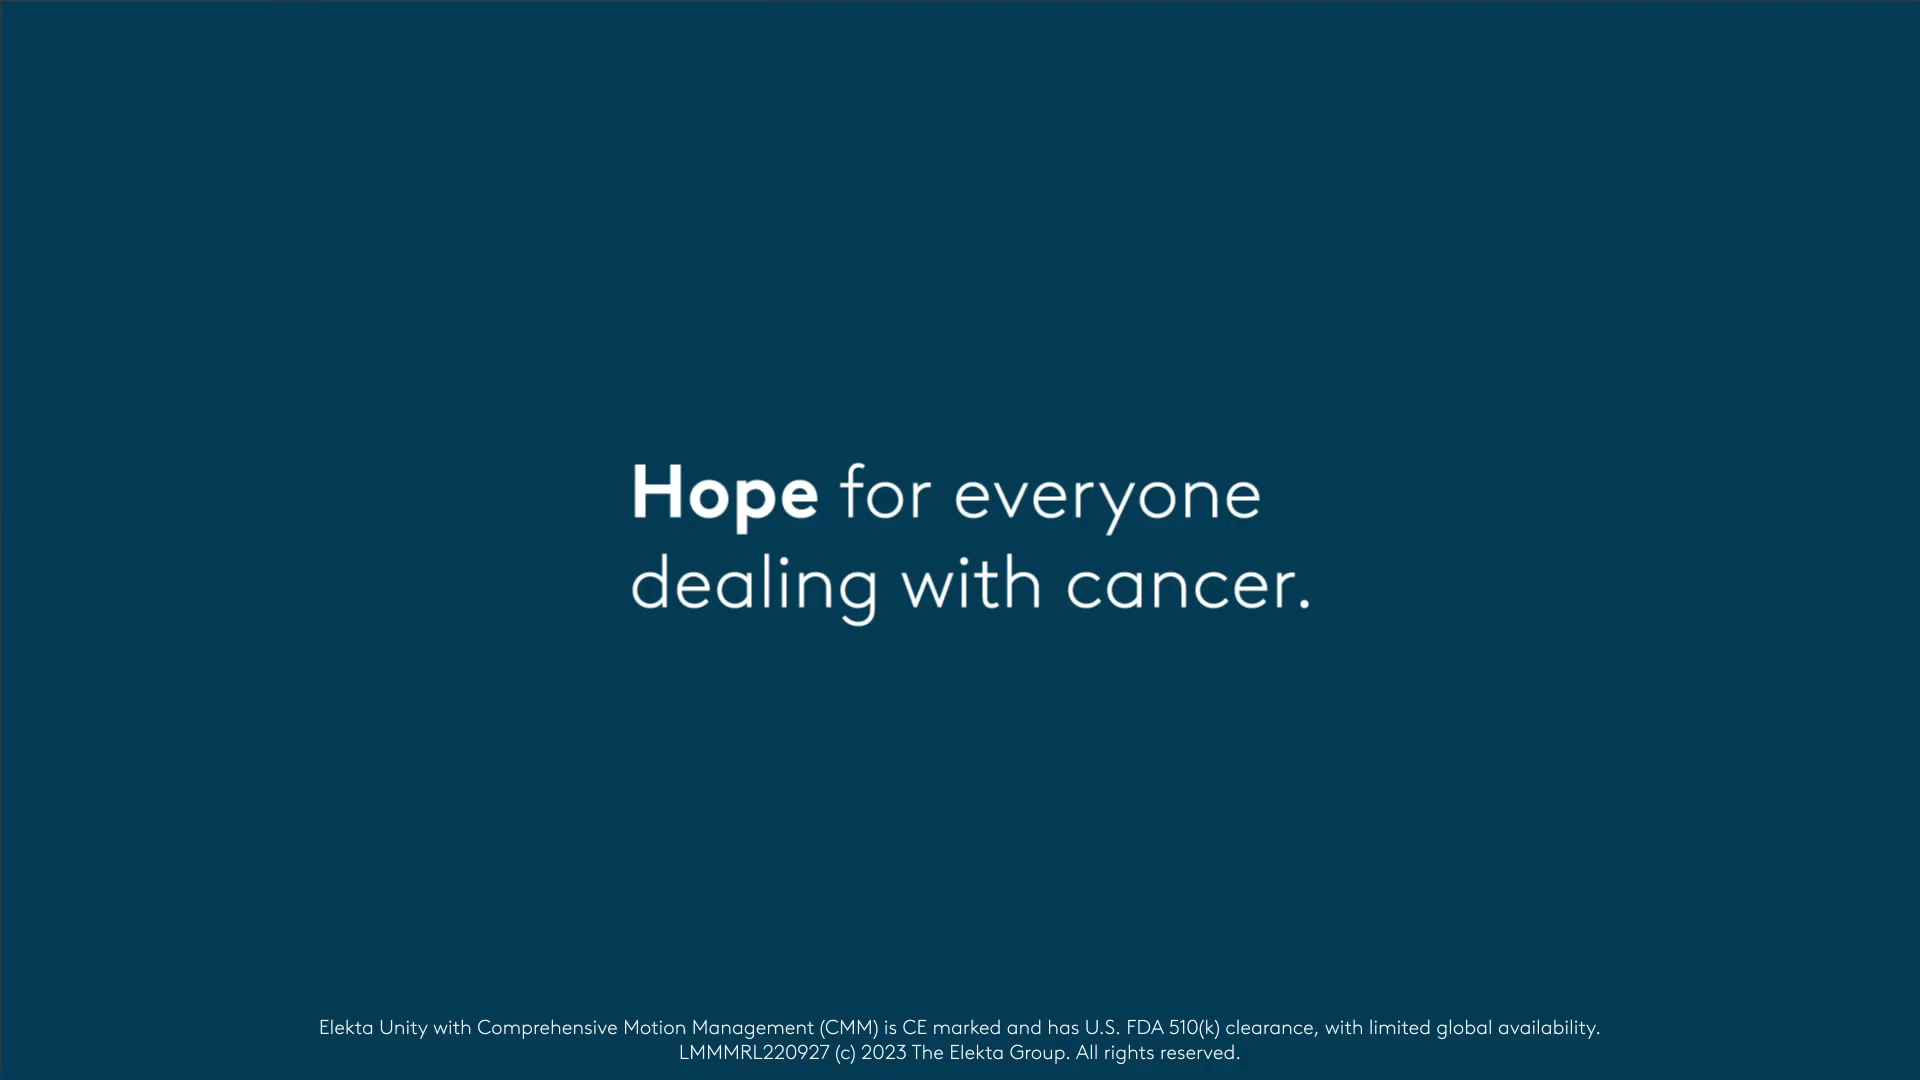 Hope for everyone
dealing with cancer.
Elekta Unity with Comprehensive Motion Management (CMM) is CE marked and has U.S. FDA 510(k) clearance, with limited global availability.
LMMMRL220927 (c) 2023 The Elekta Group. All rights reserved.